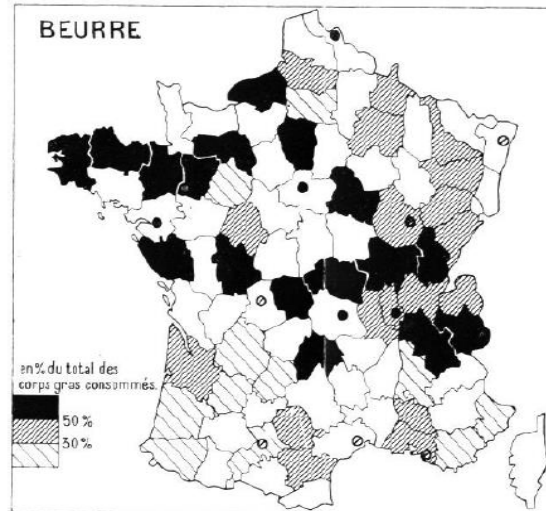 BEURRE
en % du total des
corps gras consommés.
50%
30%